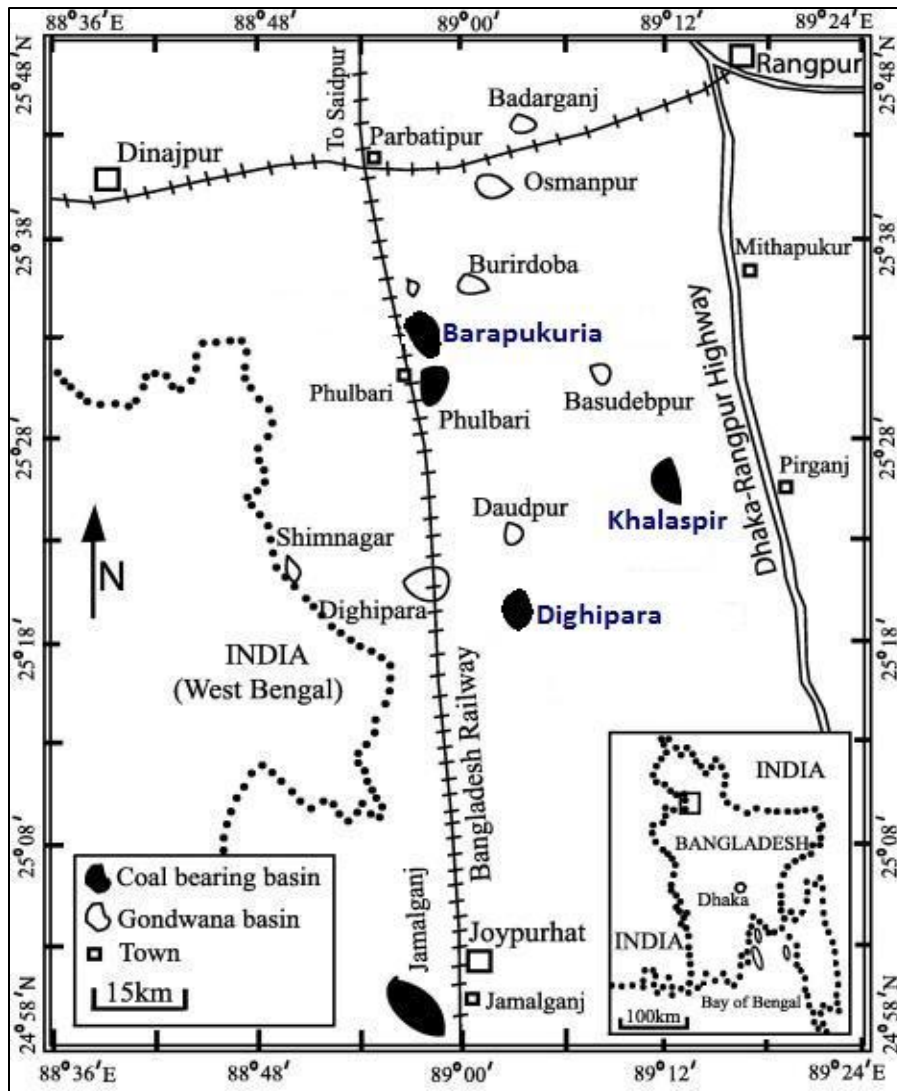 88°36′E
88°48′
89°00′
89°12′
89°24′E
25°48′N
25°48′N
Rangpur
Badarganj
To Saidpur
Parbatipur
Dinajpur
Osmanpur
25°38′
25°38′
Mithapukur
Burirdoba
Barapukuria
Dhaka-Rangpur Highway
Phulbari
Phulbari
Basudebpur
25°28′
25°28′
Pirganj
Khalaspir
Daudpur
Shimnagar
N
Dighipara
Dighipara
25°18′
25°18′
INDIA
(West Bengal)
Bangladesh Railway
INDIA
BANGLADESH
Dhaka
INDIA
Bay of Bengal
100km
25°08′
25°08′
Coal bearing basin
Gondwana basin
Town
15km
Jamalganj
Joypurhat
Jamalganj
24°58′N
24°58′N
88°36′E
88°48′
89°00′
89°12′
89°24′E